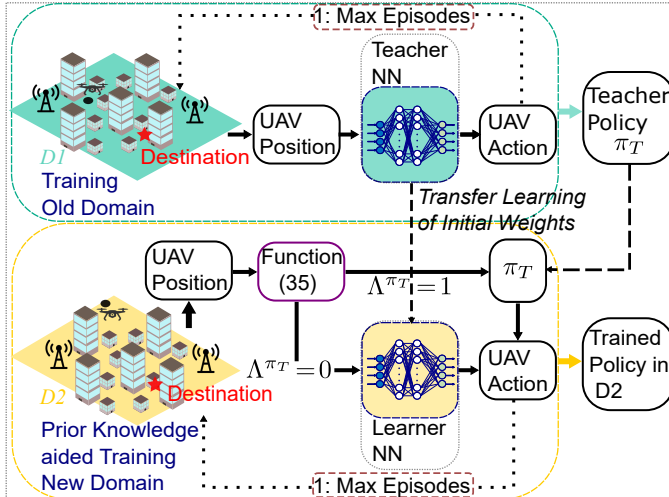 1: Max Episodes
Teacher
NN
UAV
Position
UAV
Action
Teacher
Policy
π_T
D1
Destination
Training
Old Domain
Transfer Learning
of Initial Weights
UAV
Position
Function
(35)
Λ^{π_T} = 1
π_T
D2
Destination
Λ^{π_T} = 0
UAV
Action
Trained
Policy in
D2
Prior Knowledge
aided Training
New Domain
Learner
NN
1: Max Episodes